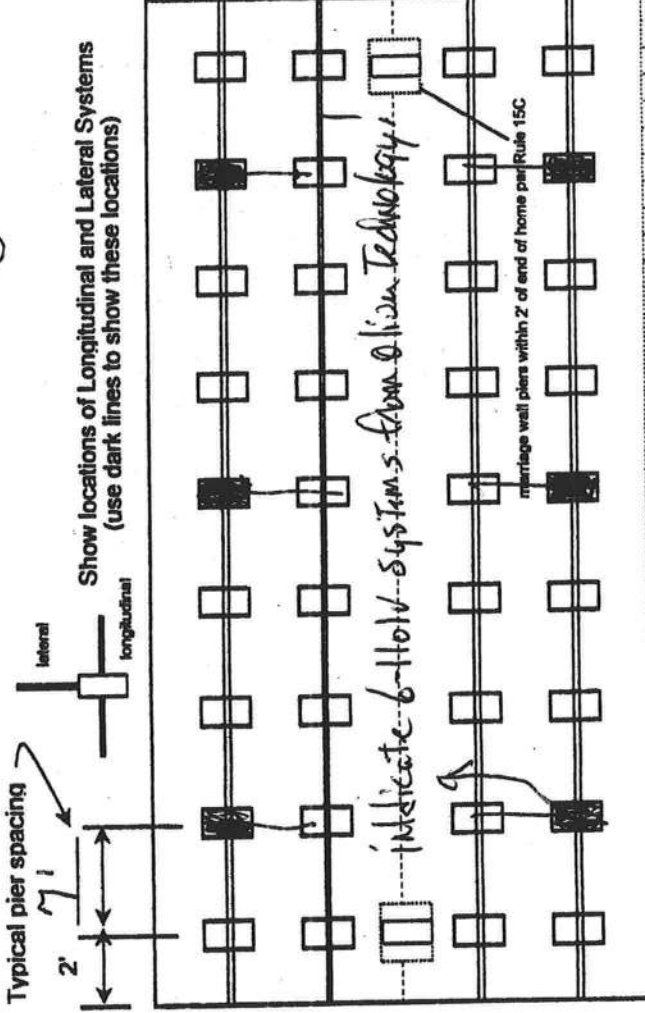 Typical pier spacing
2'
lateral
longitudinal
Show locations of Longitudinal and Lateral Systems
(use dark lines to show these locations)
indicate 6 systems from Oliver Technology
marriage wall piers within 2' of end of home per Rule 15C